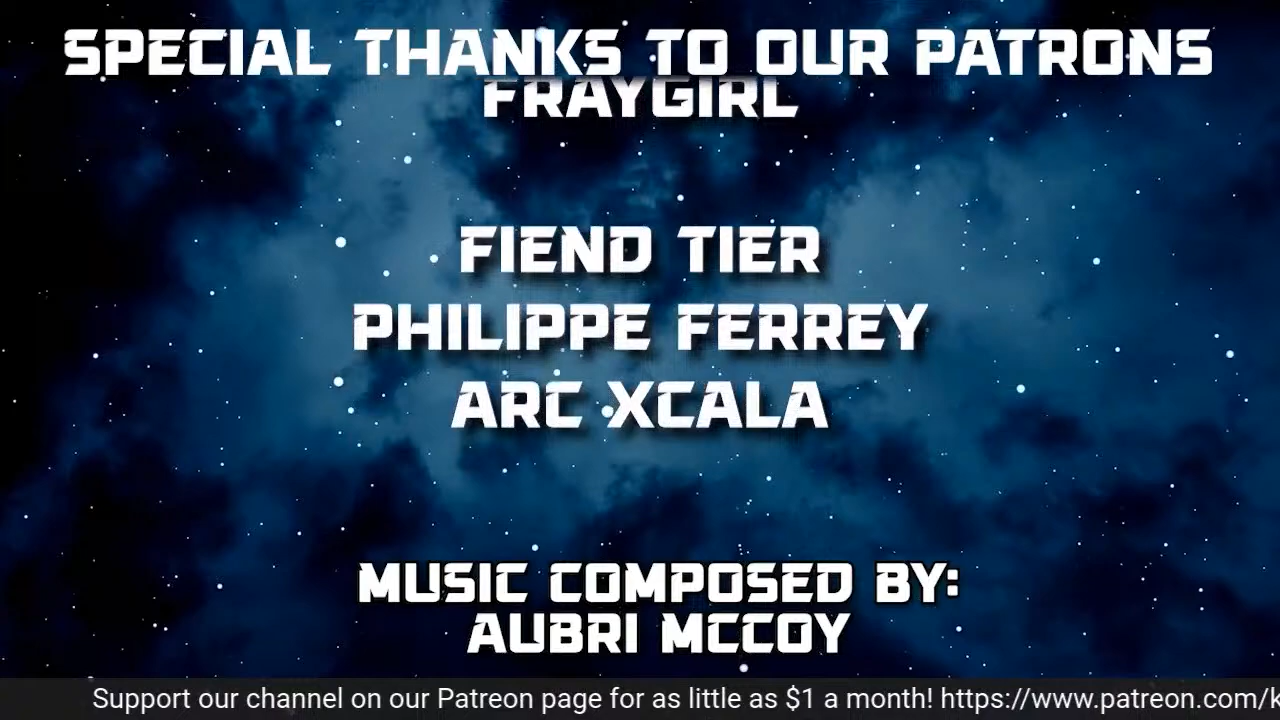 SPECIAL THANKS TO OUR PATRONS
FRAYGIRL
FIEND TIER
PHILIPPE FERREY
ARC XCALA
MUSIC COMPOSED BY:
AUBRI MCCOY
Support our channel on our Patreon page for as little as $1 a month! https://www.patreon.com/k